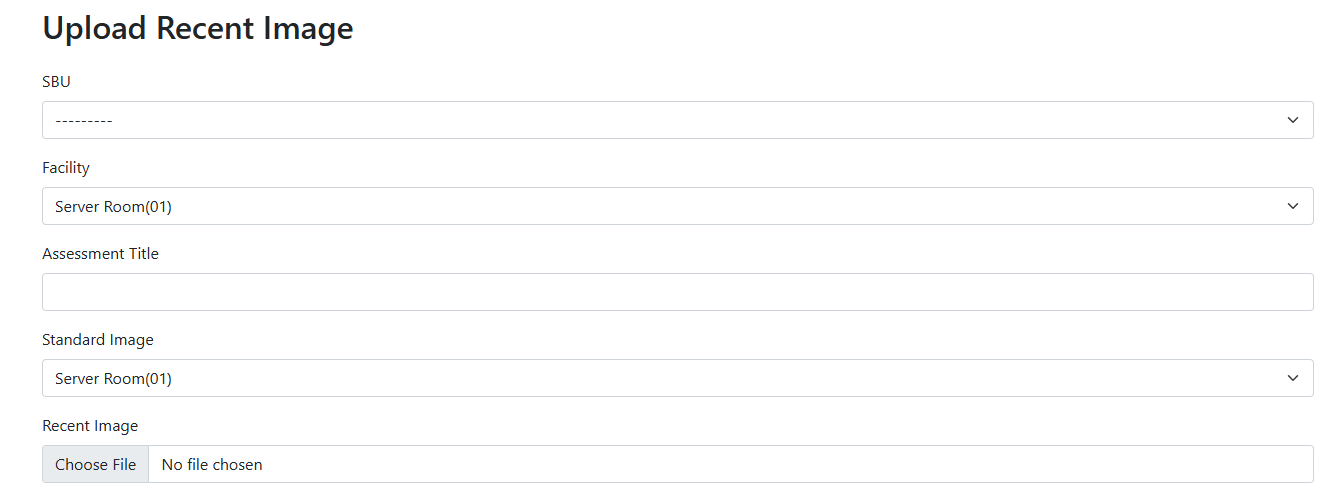 Upload Recent Image
SBU
---------
Facility
Server Room(01)
Assessment Title
Standard Image
Server Room(01)
Recent Image
Choose File No file chosen